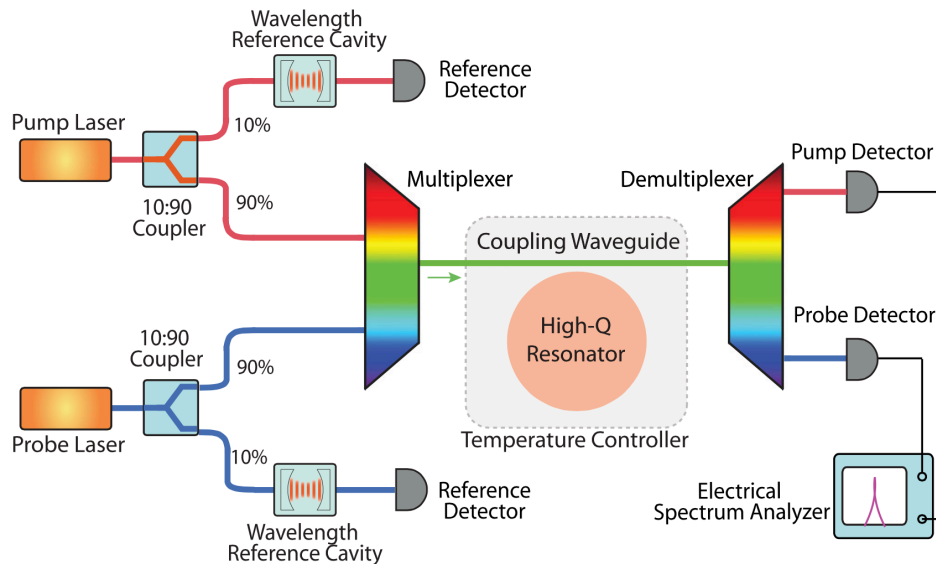 Wavelength
Reference Cavity
Reference
Detector
Pump Laser
10%
10:90
Coupler
90%
Multiplexer
Demultiplexer
Pump Detector
Coupling Waveguide
High-Q
Resonator
Temperature Controller
Probe Detector
10:90
Coupler
90%
Probe Laser
10%
Wavelength
Reference Cavity
Reference
Detector
Electrical
Spectrum Analyzer